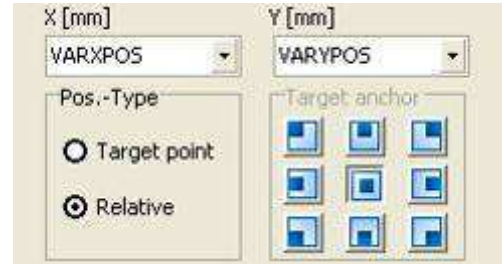 X [mm]
Y [mm]
VARXPOS
VARYPOS
Pos.-Type
Target anchor
Target point
Relative